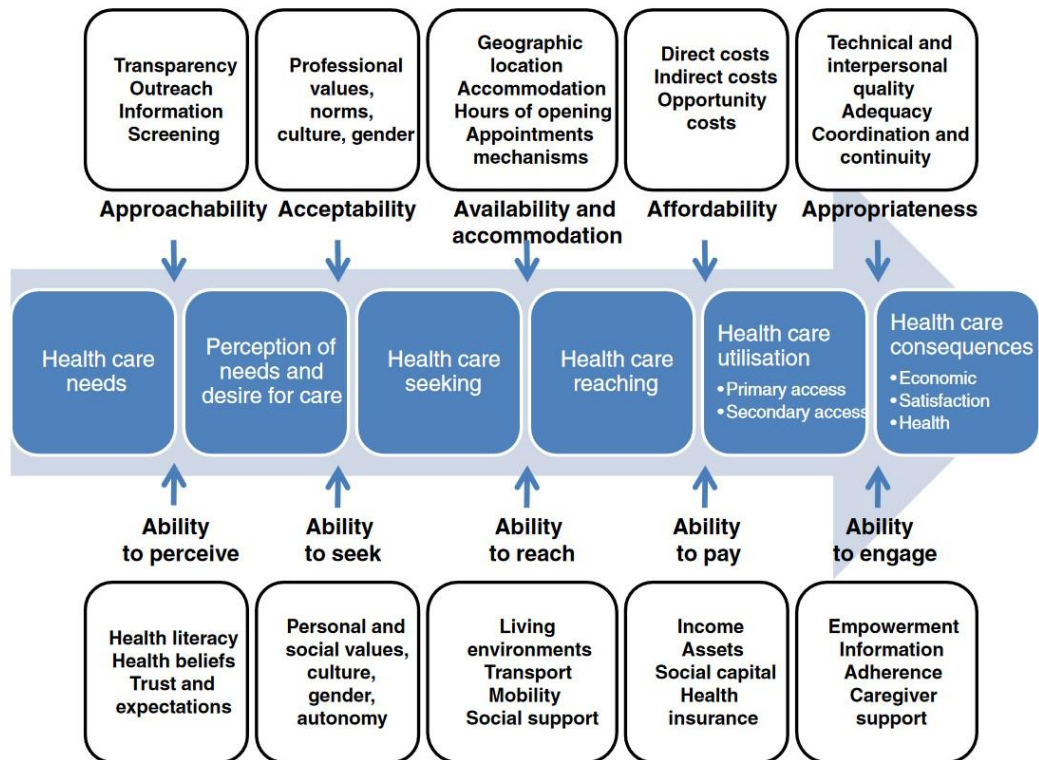 Transparency
Outreach
Information
Screening
Professional
values,
norms,
culture, gender
Geographic
location
Accommodation
Hours of opening
Appointments
mechanisms
Direct costs
Indirect costs
Opportunity
costs
Technical and
interpersonal
quality
Adequacy
Coordination and
continuity
Approachability
Acceptability
Availability and
accommodation
Affordability
Appropriateness
Health care
needs
Perception of
needs and
desire for care
Health care
seeking
Health care
reaching
Health care
utilisation
•Primary access
•Secondary access
Health care
consequences
•Economic
•Satisfaction
•Health
Ability
to perceive
Ability
to seek
Ability
to reach
Ability
to pay
Ability
to engage
Health literacy
Health beliefs
Trust and
expectations
Personal and
social values,
culture,
gender,
autonomy
Living
environments
Transport
Mobility
Social support
Income
Assets
Social capital
Health
insurance
Empowerment
Information
Adherence
Caregiver
support